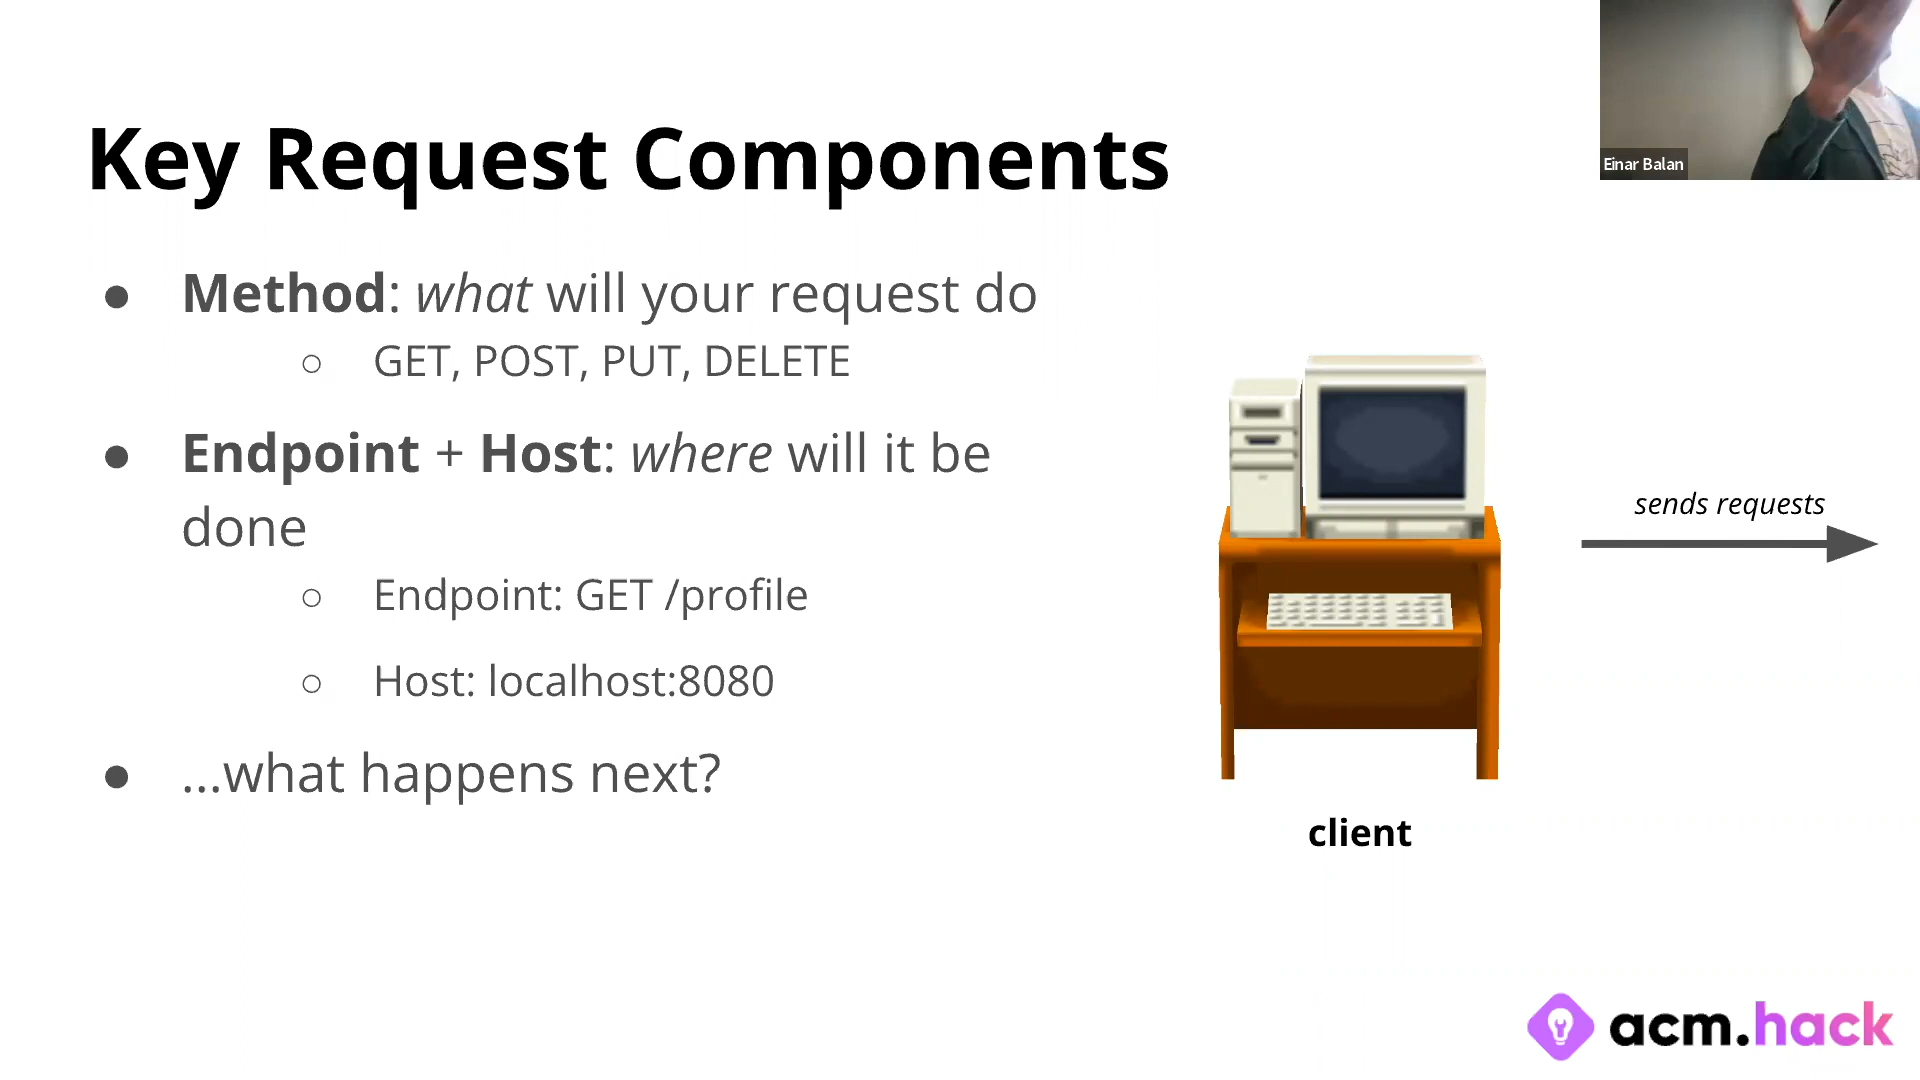 Key Request Components
Einar Balan
● Method: what will your request do
○ GET, POST, PUT, DELETE
● Endpoint + Host: where will it be
done
○ Endpoint: GET /profile
○ Host: localhost:8080
● ...what happens next?
sends requests
client
acm.hack